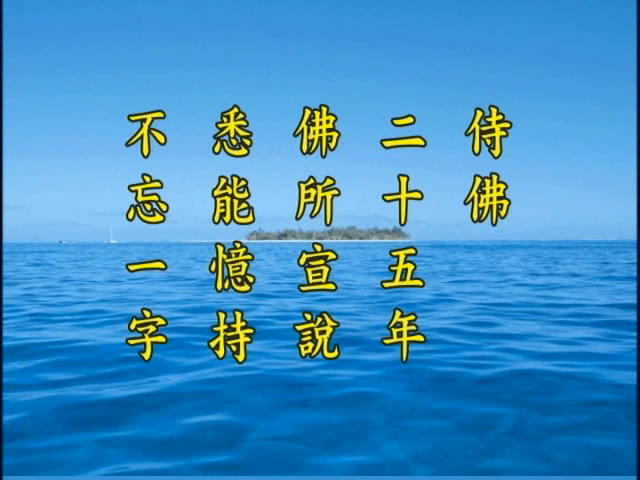 侍佛
二十五年
佛所宣說
悉能憶持
不忘一字